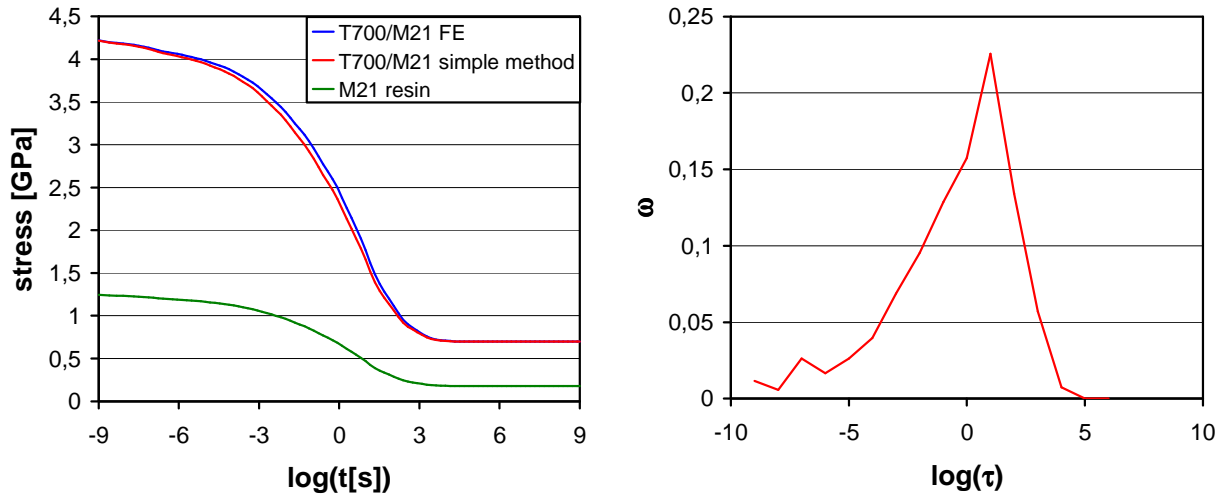 4,5
4
3,5
3
2,5
2
1,5
1
0,5
0
stress [GPa]
T700/M21 FE
T700/M21 simple method
M21 resin
-9 -6 -3 0 3 6 9
log(t[s])
0,25
0,2
0,15
0,1
0,05
0
ω
-10 -5 0 5 10
log(τ)